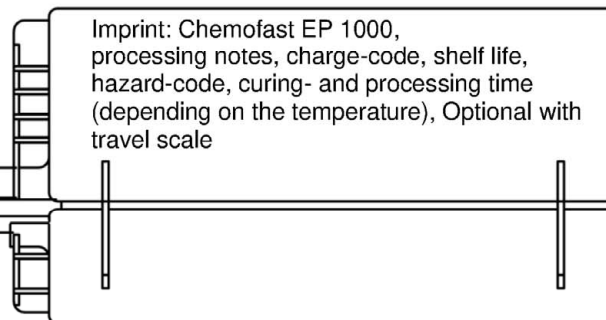 Imprint: Chemofast EP 1000,
processing notes, charge-code, shelf life,
hazard-code, curing- and processing time
(depending on the temperature), Optional with
travel scale